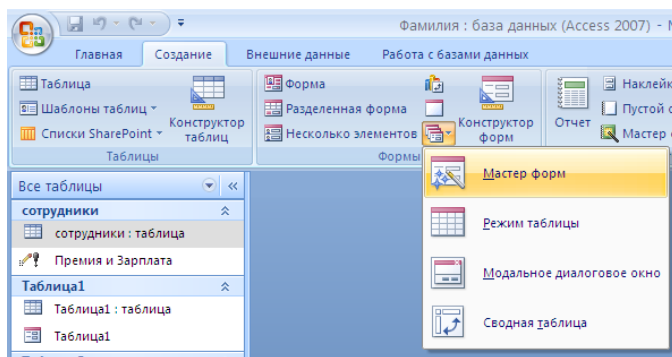 Фамилия : база данных (Access 2007) -
Главная Создание Внешние данные Работа с базами данных
Таблица
Шаблоны таблиц
Списки SharePoint
Конструктор таблиц
Таблицы
Форма
Разделенная форма
Несколько элементов
Конструктор форм
Формы
Отчет
Наклейк
Пустой
Мастер
Мастер форм
Режим таблицы
Модальное диалоговое окно
Сводная таблица
Все таблицы
сотрудники
сотрудники : таблица
Премия и Зарплата
Таблица1
Таблица1 : таблица
Таблица1